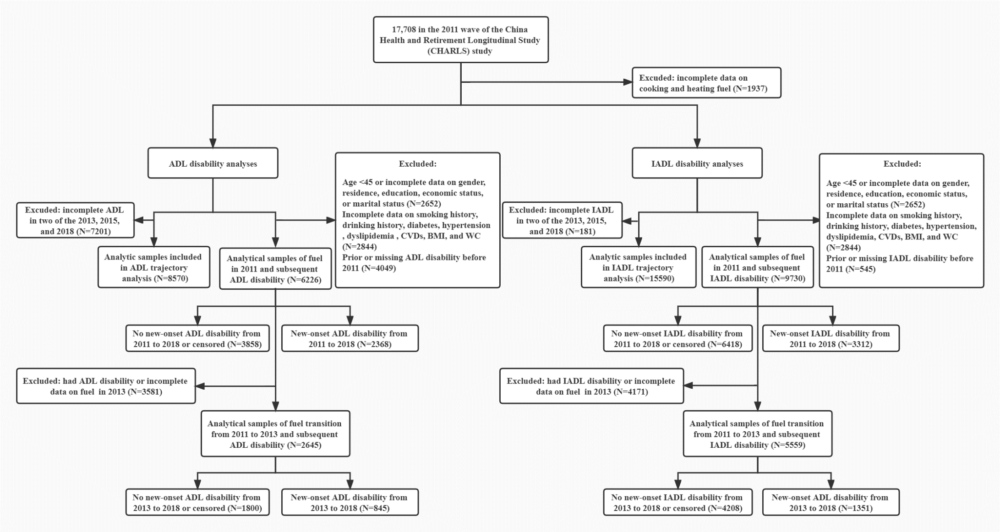 17,708 in the 2011 wave of the China
Health and Retirement Longitudinal Study
(CHARLS) study
Excuded: incomplete data on
cooking and heating fuel (N=1937)
ADL disability analyses
Excluded:
Age <45 or incomplete data on gender,
residence, education, economic status,
or marital status (N=2652)
Incomplete data on smoking history,
drinking history, diabetes, hypertension
, dyslipidemia , CVDs, BMI, and WC
(N=2844)
Prior or missing ADL disability before
2011 (N=4049)
IADL disability analyses
Excluded:
Age <45 or incomplete data on gender,
residence, education, economic status,
or marital status (N=2652)
Incomplete data on smoking history,
drinking history, diabetes, hypertension,
dyslipidemia, CVDs, BMI, and WC
(N=2844)
Prior or missing IADL disability before
2011 (N=545)
Excuded: incomplete ADL
in two of the 2013, 2015,
and 2018 (N=7201)
Excluded: incomplete IADL
in two of the 2013, 2015,
and 2018 (N=181)
Analytic samples included
in ADL trajectory
analysis (N=8570)
Analytical samples of fuel
in 2011 and subsequent
ADL disability (N=6226)
Analytic samples included
in IADL trajectory
analysis (N=15590)
Analytical samples of fuel
in 2011 and subsequent
IADL disability (N=9730)
No new-onset ADL disability from
2011 to 2018 or censored (N=3858)
New-onset ADL disability from
2011 to 2018 (N=2368)
No new-onset IADL disability from
2011 to 2018 or censored (N=6418)
New-onset IADL disability from
2011 to 2018 (N=3312)
Excluded: had ADL disability or incomplete
data on fuel in 2013 (N=3581)
Excluded: had IADL disability or incomplete
data on fuel in 2013 (N=4171)
Analytical samples of fuel transition
from 2011 to 2013 and subsequent
ADL disability (N=2645)
Analytical samples of fuel transition
from 2011 to 2013 and subsequent
IADL disability (N=5559)
No new-onset ADL disability from
2013 to 2018 or censored (N=1800)
New-onset ADL disability from
2013 to 2018 (N=845)
No new-onset IADL disability from
2013 to 2018 or censored (N=4208)
New-onset ADL disability from
2013 to 2018 (N=1351)